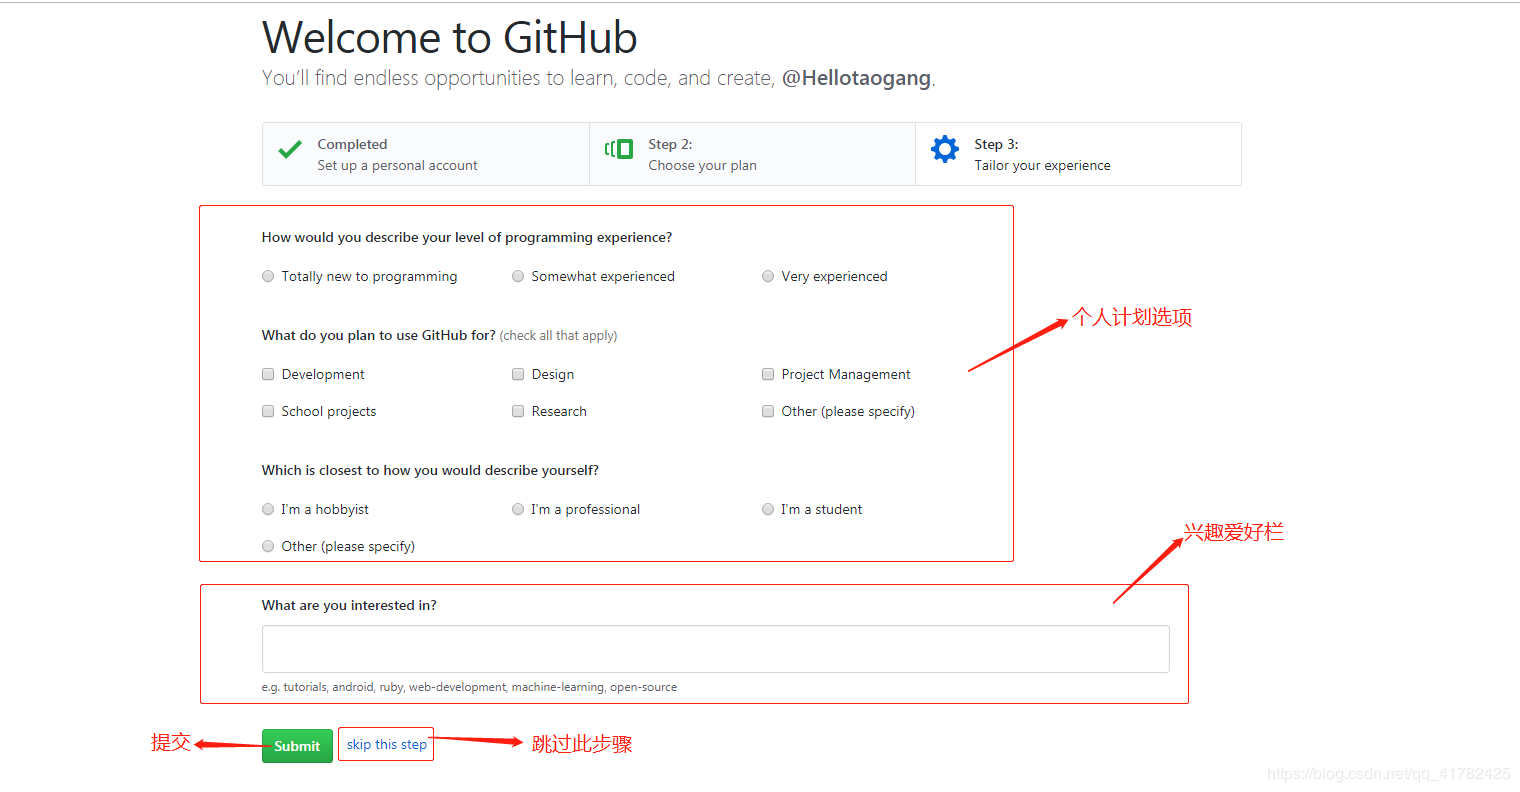 Welcome to GitHub
You'll find endless opportunities to learn, code, and create, @Hellotaogang.
Completed
Set up a personal account
Step 2:
Choose your plan
Step 3:
Tailor your experience
How would you describe your level of programming experience?
Totally new to programming
Somewhat experienced
Very experienced
个人计划选项
What do you plan to use GitHub for? (check all that apply)
Development
Design
Project Management
School projects
Research
Other (please specify)
Which is closest to how you would describe yourself?
I'm a hobbyist
I'm a professional
I'm a student
Other (please specify)
兴趣爱好栏
What are you interested in?
e.g. tutorials, android, ruby, web-development, machine-learning, open-source
提交
Submit
skip this step
跳过此步骤
https://blog.csdn.net/qq_41782425